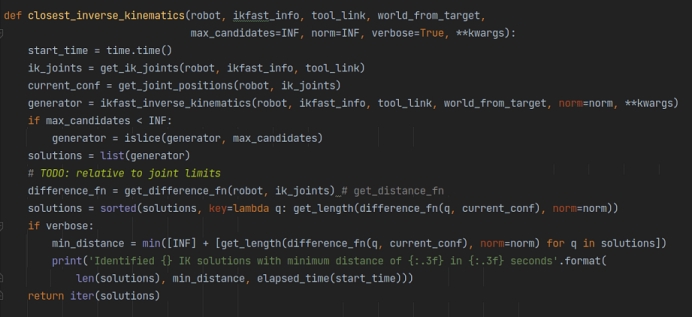 def closest_inverse_kinematics(robot, ikfast_info, tool_link, world_from_target,
                               max_candidates=INF, norm=INF, verbose=True, **kwargs):
    start_time = time.time()
    ik_joints = get_ik_joints(robot, ikfast_info, tool_link)
    current_conf = get_joint_positions(robot, ik_joints)
    generator = ikfast_inverse_kinematics(robot, ikfast_info, tool_link, world_from_target, norm=norm, **kwargs)
    if max_candidates < INF:
        generator = islice(generator, max_candidates)
    solutions = list(generator)
    # TODO: relative to joint limits
    difference_fn = get_difference_fn(robot, ik_joints) # get_distance_fn
    solutions = sorted(solutions, key=lambda q: get_length(difference_fn(q, current_conf), norm=norm))
    if verbose:
        min_distance = min([INF] + [get_length(difference_fn(q, current_conf), norm=norm) for q in solutions])
        print('Identified {} IK solutions with minimum distance of {:.3f} in {:.3f} seconds'.format(
            len(solutions), min_distance, elapsed_time(start_time)))
    return iter(solutions)